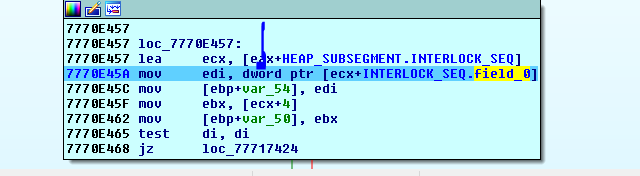 7770E457
7770E457 loc_7770E457:
7770E457 lea ecx, [eax+HEAP_SUBSEGMENT.INTERLOCK_SEQ]
7770E45A mov edi, dword ptr [ecx+INTERLOCK_SEQ.field_0]
7770E45C mov [ebp+var_54], edi
7770E45F mov ebx, [ecx+4]
7770E462 mov [ebp+var_50], ebx
7770E465 test di, di
7770E468 jz loc_77717424